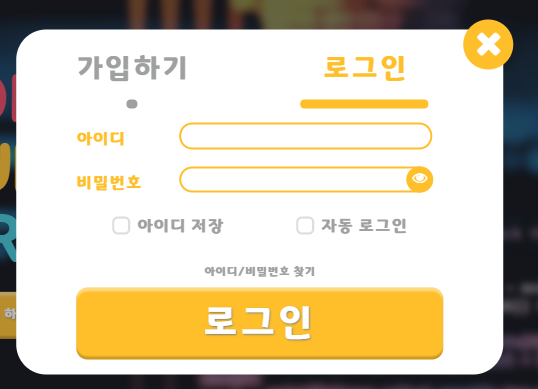 가입하기 로그인
아이디
비밀번호
아이디 저장 자동 로그인
아이디/비밀번호 찾기
로그인
하